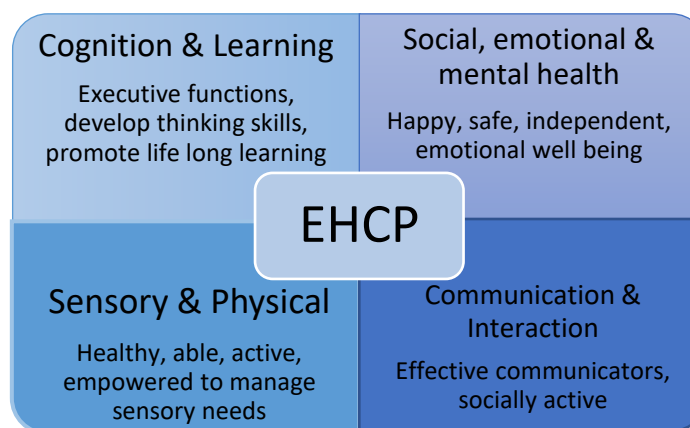 Cognition & Learning
Executive functions,
develop thinking skills,
promote life long learning
Social, emotional &
mental health
Happy, safe, independent,
emotional well being
EHCP
Sensory & Physical
Healthy, able, active,
empowered to manage
sensory needs
Communication &
Interaction
Effective communicators,
socially active